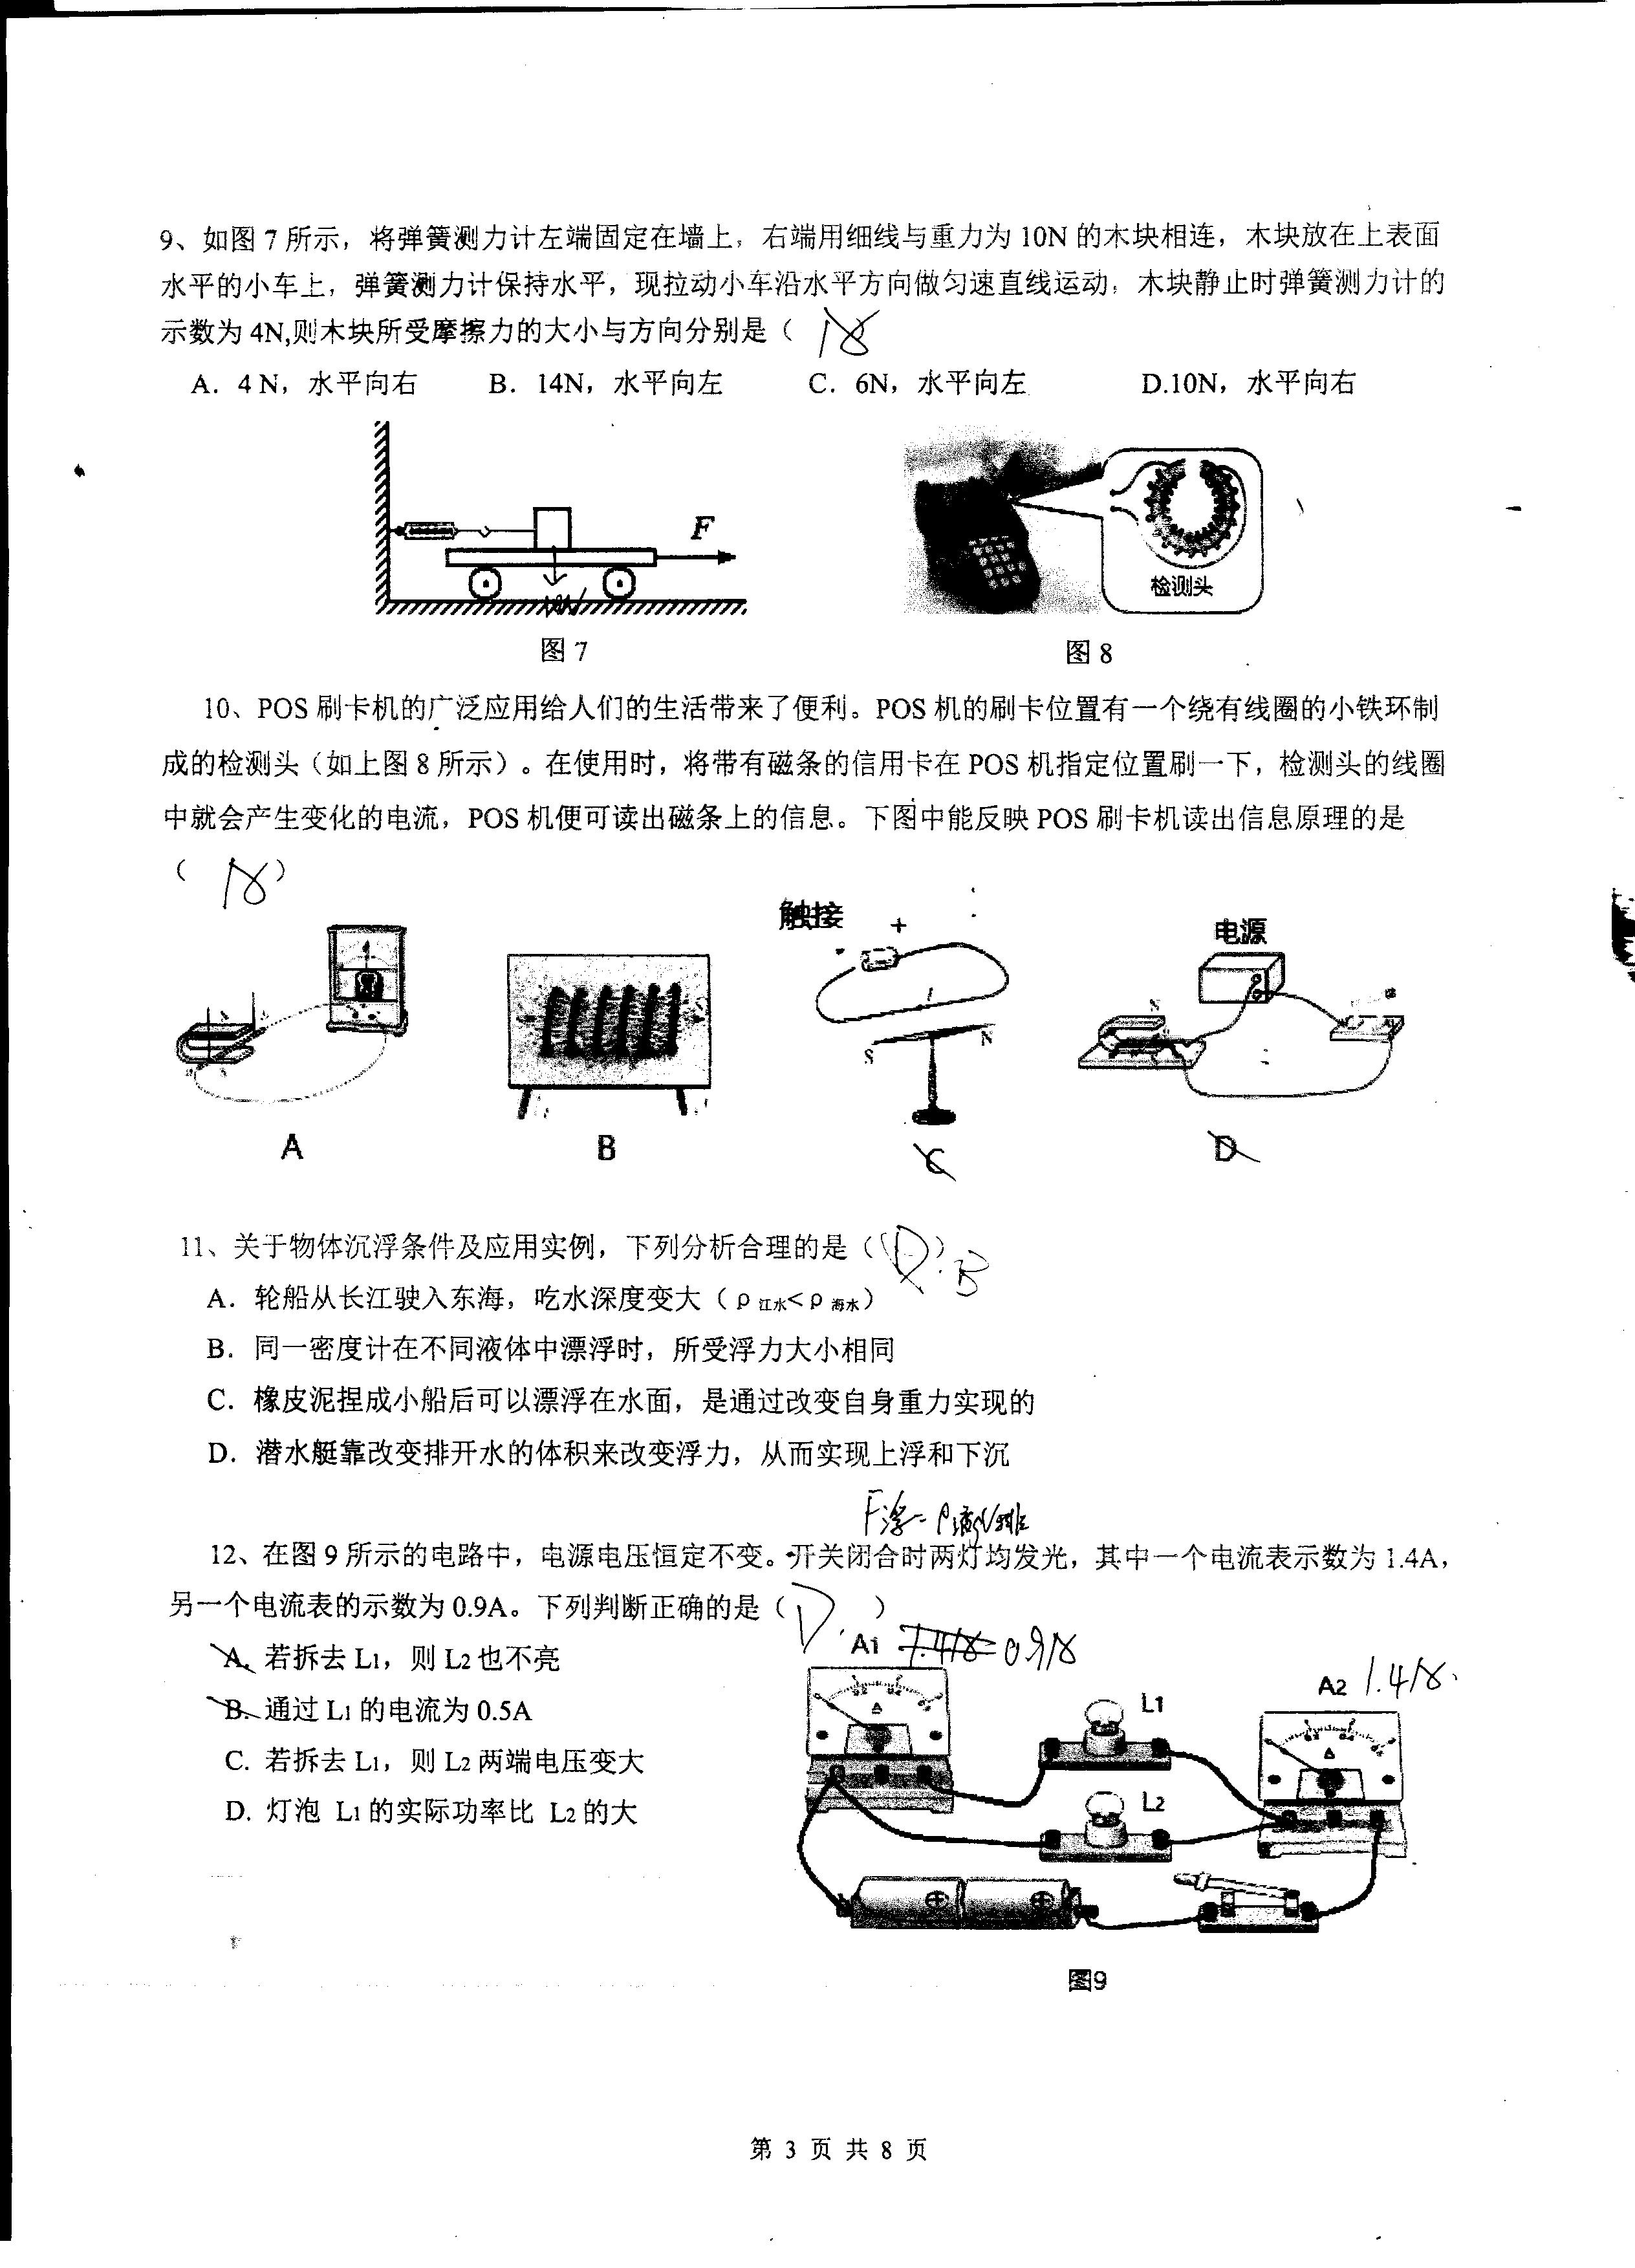 9、如图 7 所示，将弹簧测力计左端固定在墙上，右端用细线与重力为 10N 的木块相连，木块放在上表面
水平的小车上，弹簧测力计保持水平，现拉动小车沿水平方向做匀速直线运动，木块静止时弹簧测力计的
示数为 4N,则木块所受摩擦力的大小与方向分别是（ A
A．4 N，水平向右 B．14N，水平向左 C．6N，水平向左 D.10N，水平向右
F
检测头
10N
图 7 图 8
10、POS 刷卡机的广泛应用给人们的生活带来了便利。POS 机的刷卡位置有一个绕有线圈的小铁环制
成的检测头（如上图 8 所示）。在使用时，将带有磁条的信用卡在 POS 机指定位置刷一下，检测头的线圈
中就会产生变化的电流，POS 机便可读出磁条上的信息。下图中能反映 POS 刷卡机读出信息原理的是
（ A ）
触接 + 电源
S N
A B C D
11、关于物体沉浮条件及应用实例，下列分析合理的是（ D ）. B
A．轮船从长江驶入东海，吃水深度变大（ρ江水<ρ海水）
B．同一密度计在不同液体中漂浮时，所受浮力大小相同
C．橡皮泥捏成小船后可以漂浮在水面，是通过改变自身重力实现的
D．潜水艇靠改变排开水的体积来改变浮力，从而实现上浮和下沉
F浮=ρ液gV排
12、在图 9 所示的电路中，电源电压恒定不变。开关闭合时两灯均发光，其中一个电流表示数为 1.4A，
另一个电流表的示数为 0.9A。下列判断正确的是（ D. ）
A1 1.4A 0.9A
A. 若拆去 L1，则 L2 也不亮
A2 1.4A.
B. 通过 L1 的电流为 0.5A
L1
C. 若拆去 L1，则 L2 两端电压变大
D. 灯泡 L1 的实际功率比 L2 的大
L2
图9
第 3 页 共 8 页